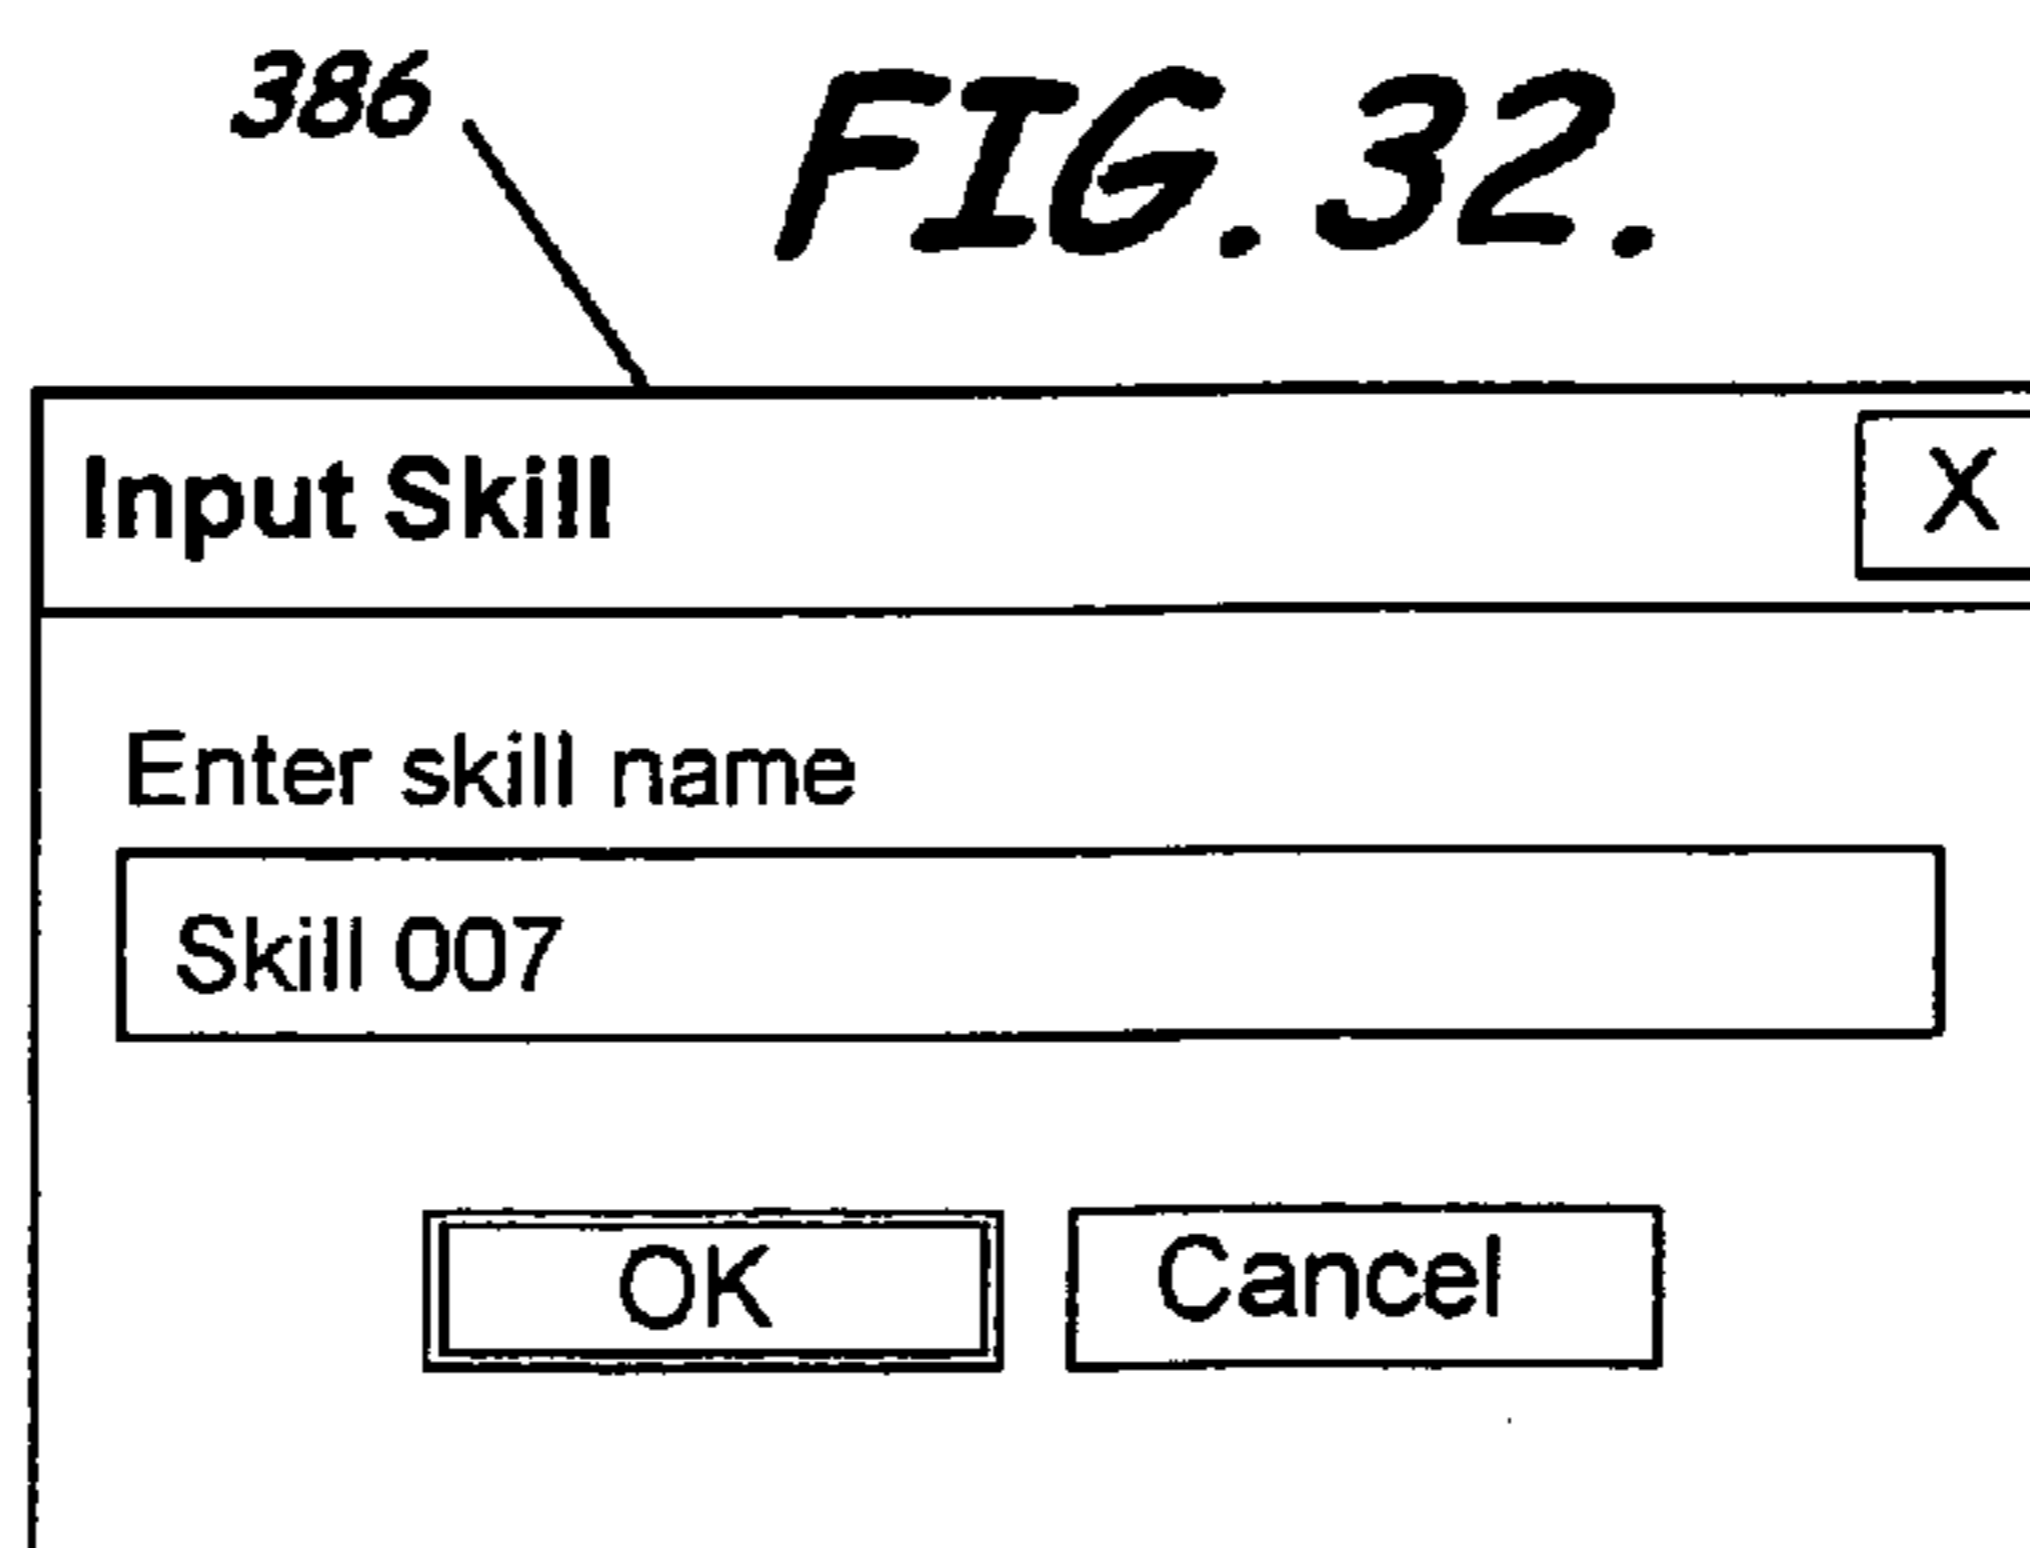 386
FIG. 32.
Input Skill X
Enter skill name
Skill 007
OK Cancel